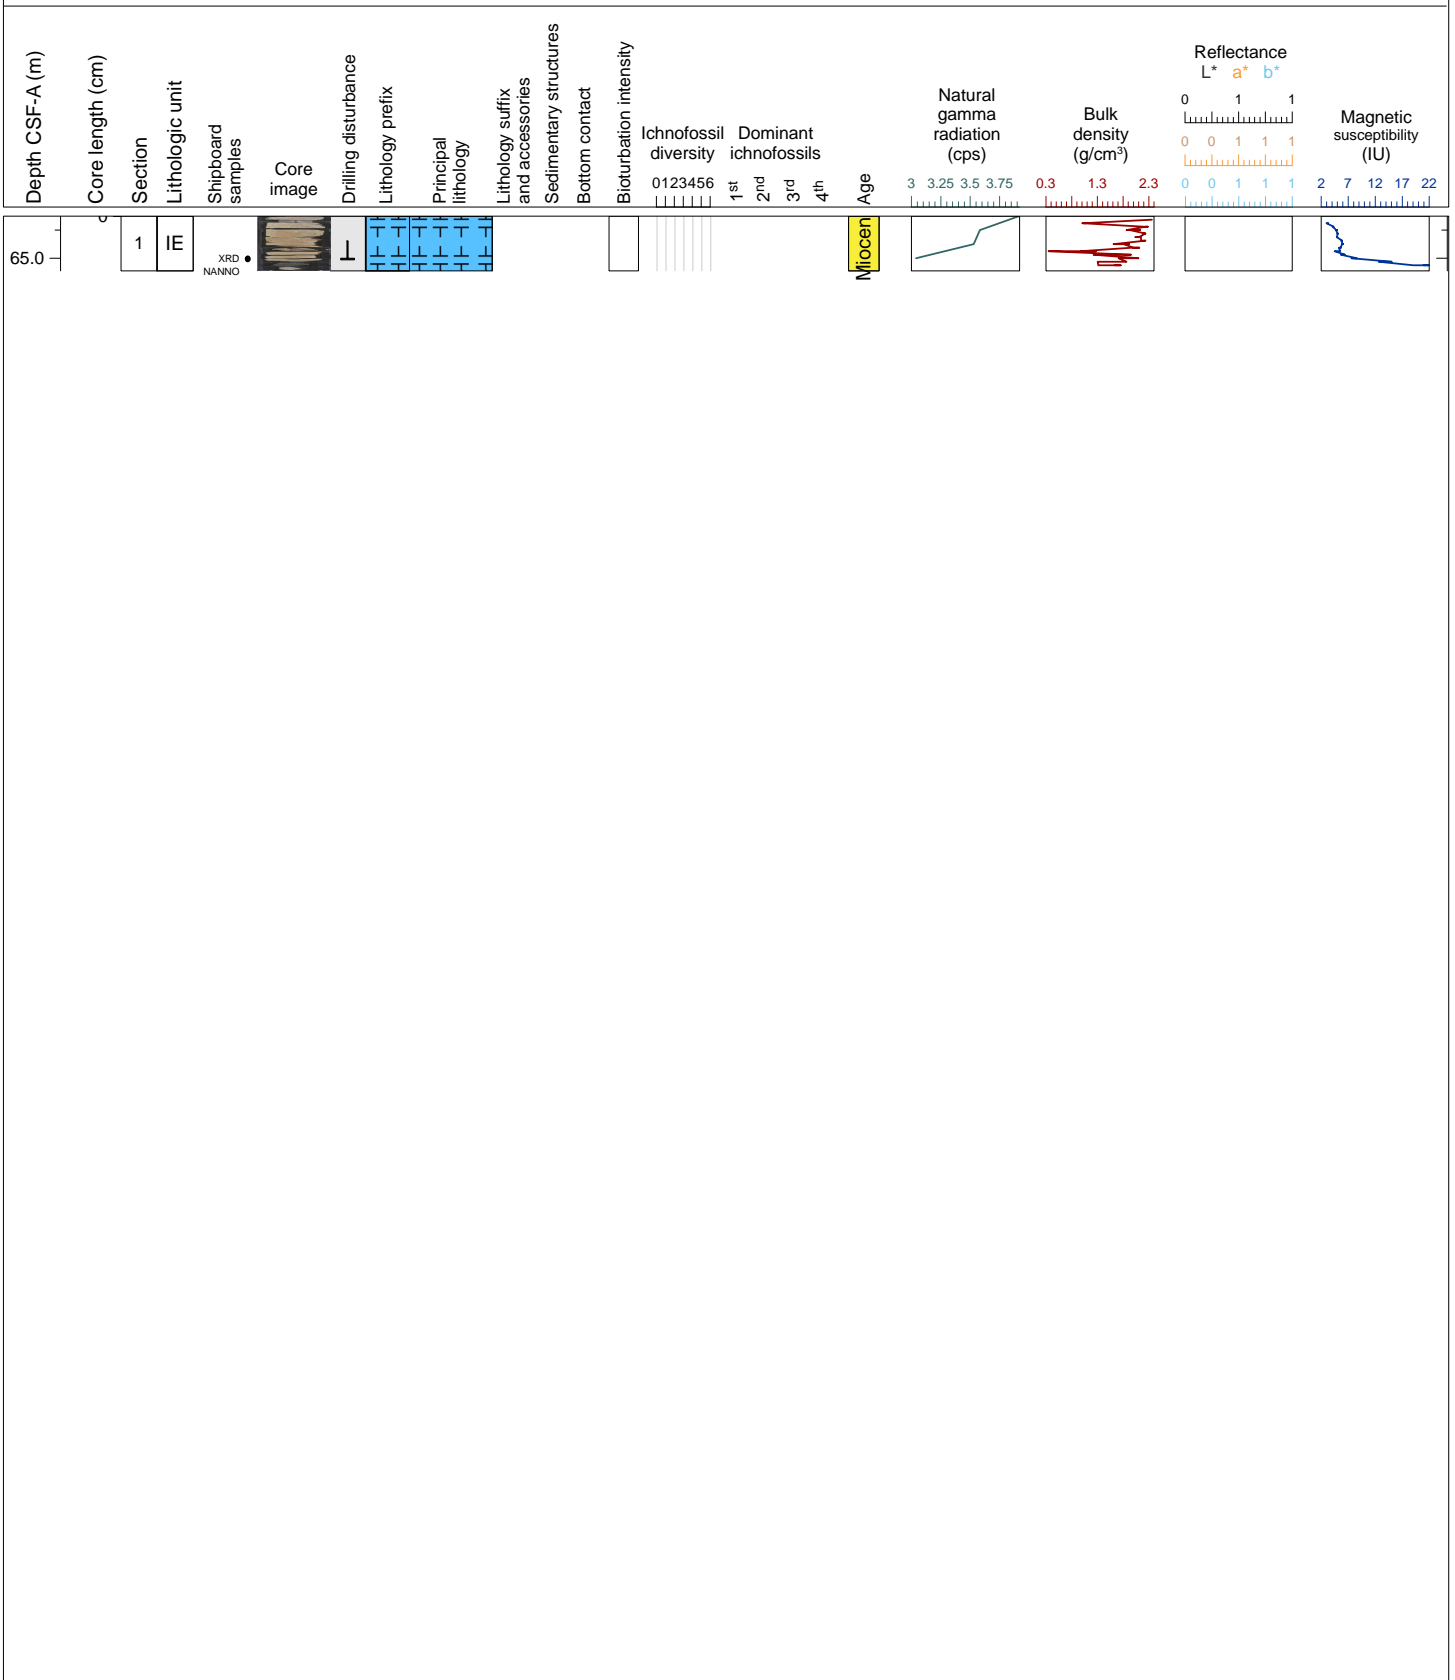 Depth CSF-A (m)
Core length (cm)
Section
Lithologic unit
Shipboard
samples
Core
image
Drilling disturbance
Lithology prefix
Principal
lithology
Lithology suffix
and accessories
Sedimentary structures
Bottom contact
Bioturbation intensity
Ichnofossil
diversity
0123456
Dominant
ichnofossils
1st
2nd
3rd
4th
Age
Natural
gamma
radiation
(cps)
3 3.25 3.5 3.75
Bulk
density
(g/cm³)
0.3 1.3 2.3
Reflectance
L* a* b*
0 1 1
0 0 1 1 1
0 0 1 1 1
Magnetic
susceptibility
(IU)
2 7 12 17 22
65.0
1
IE
XRD
NANNO
Miocen